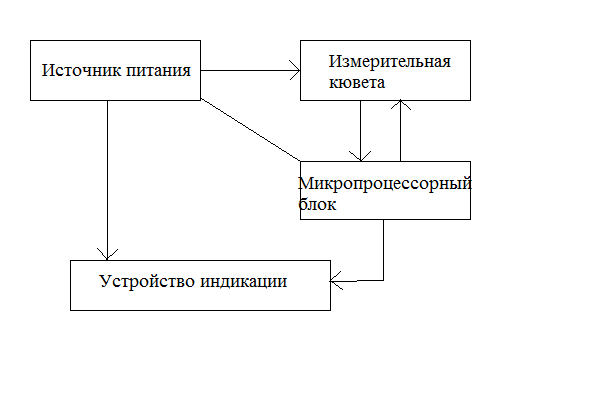 Источник питания
Измерительная
кювета
Микропроцессорный
блок
Устройство индикации